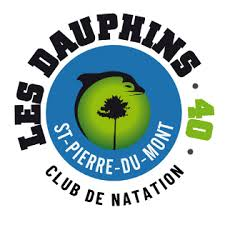 LES DAUPHINS • 40 •
ST-PIERRE-DU-MONT
CLUB DE NATATION